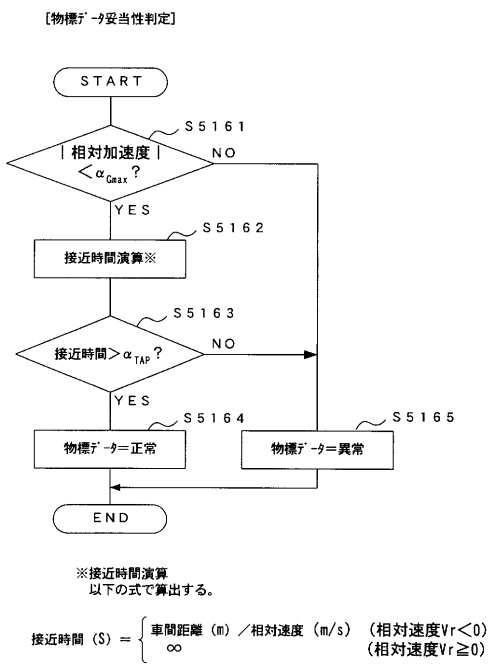 [物標ﾃﾞｰﾀ妥当性判定]
START
S5161
｜相対加速度｜
＜αGmax？
NO
YES
S5162
接近時間演算※
S5163
接近時間＞αTAP？
NO
YES
S5164
物標ﾃﾞｰﾀ＝正常
S5165
物標ﾃﾞｰﾀ＝異常
END
※接近時間演算
以下の式で算出する。
接近時間（S）＝{ 車間距離（m）／相対速度（m/s）（相対速度Vr＜0）
∞ （相対速度Vr≧0）